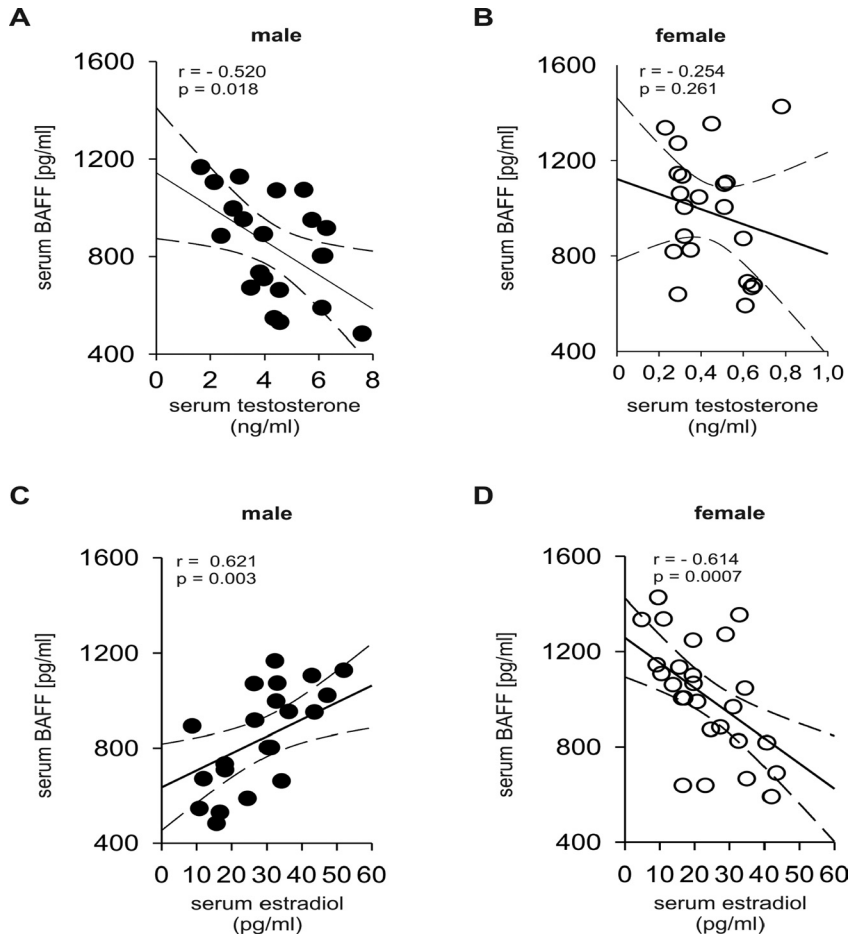 A
male
r = - 0.520
p = 0.018
1600
1200
800
400
serum BAFF [pg/ml]
0 2 4 6 8
serum testosterone
(ng/ml)
B
female
r = - 0.254
p = 0.261
1600
1200
800
400
serum BAFF [pg/ml]
0 0,2 0,4 0,6 0,8 1,0
serum testosterone
(ng/ml)
C
male
r = 0.621
p = 0.003
1600
1200
800
400
serum BAFF [pg/ml]
0 10 20 30 40 50 60
serum estradiol
(pg/ml)
D
female
r = - 0.614
p = 0.0007
1600
1200
800
400
serum BAFF [pg/ml]
0 10 20 30 40 50 60
serum estradiol
(pg/ml)